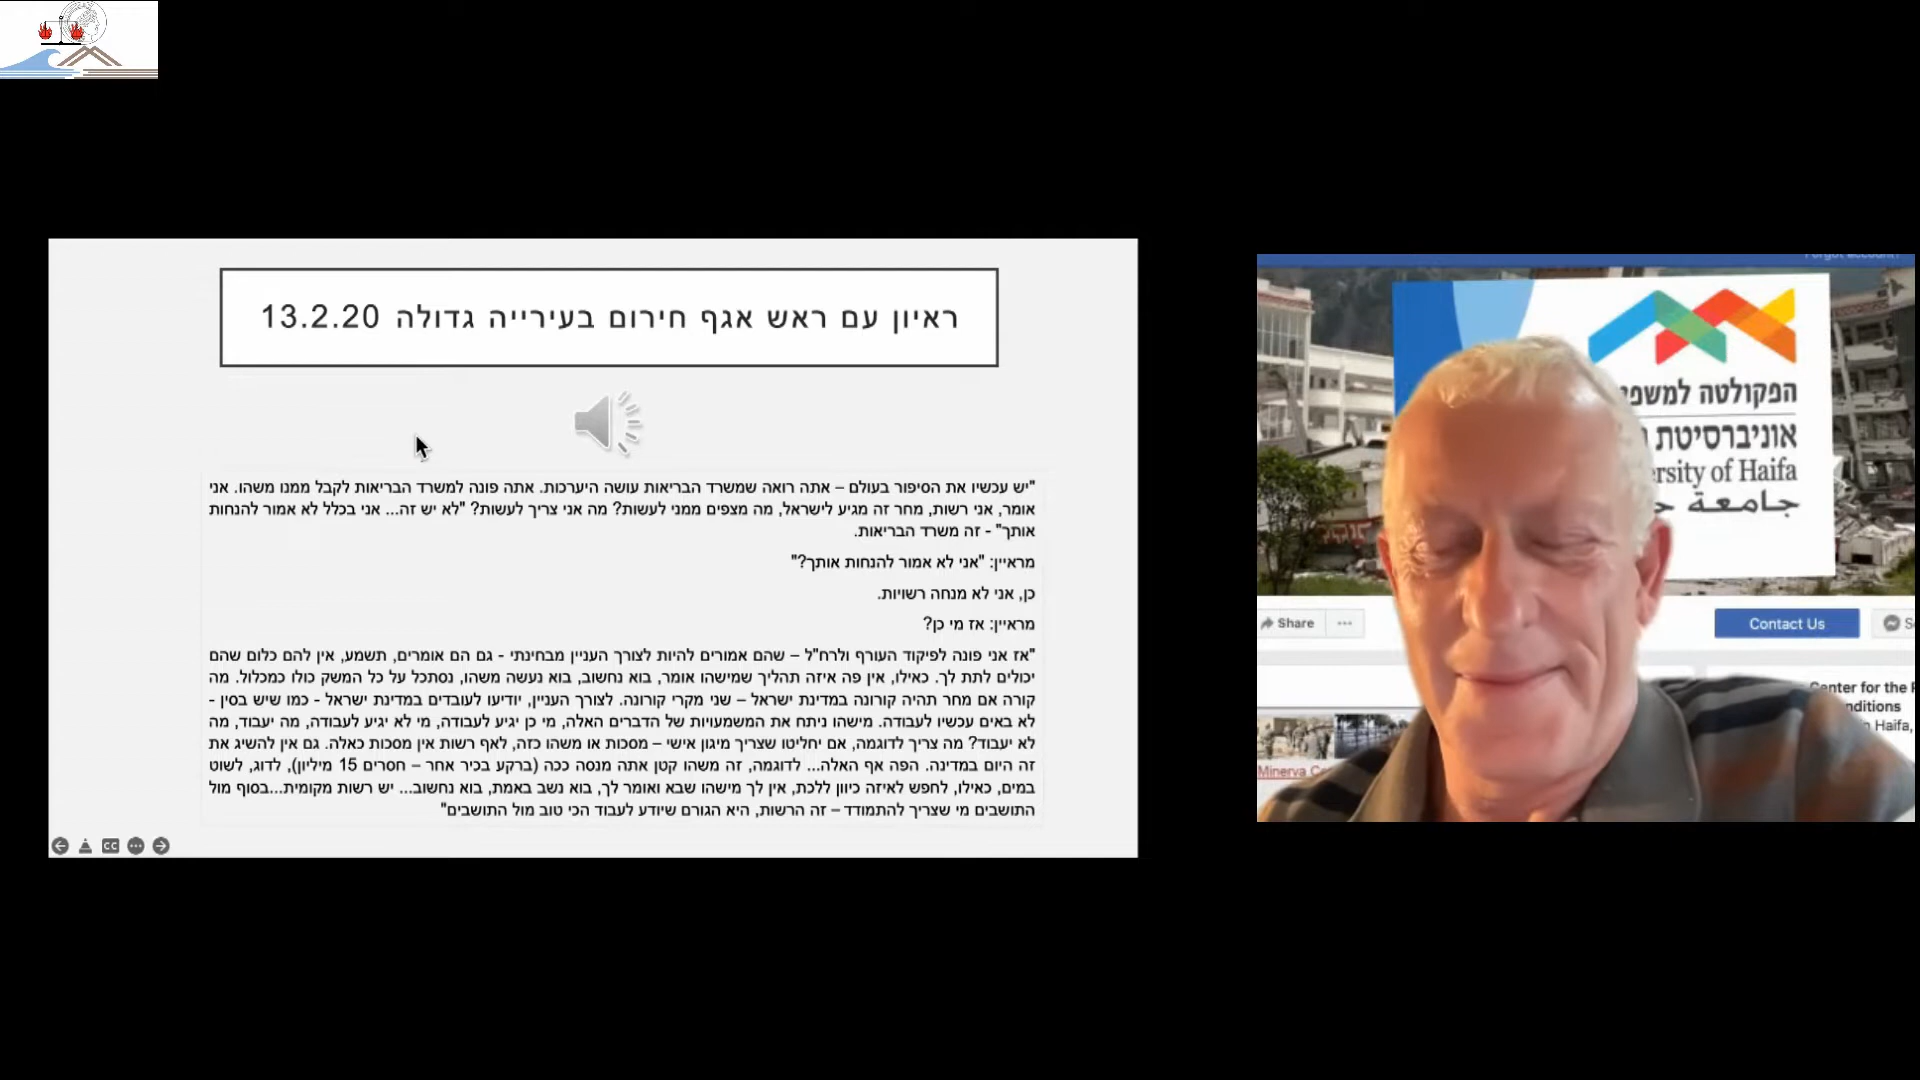 ראיון עם ראש אגף חירום בעירייה גדולה 13.2.20
"יש עכשיו את הסיפור בעולם – אתה רואה שמשרד הבריאות עושה היערכות. אתה פונה למשרד הבריאות לקבל ממנו משהו. אני
אומר, אני רשות, מחר זה מגיע לישראל, מה מצפים ממני לעשות? מה אני צריך לעשות? "לא יש זה... אני בכלל לא אמור להנחות
אותך" - זה משרד הבריאות.
מראיין: "אני לא אמור להנחות אותך?"
כן, אני לא מנחה רשויות.
מראיין: אז מי כן?
"אז אני פונה לפיקוד העורף ולרח"ל – שהם אמורים להיות לצורך העניין מבחינתי - גם הם אומרים, תשמע, אין להם כלום שהם
יכולים לתת לך. כאילו, אין פה איזה תהליך שמישהו אומר, בוא נחשוב, בוא נעשה משהו, נסתכל על כל המשק כולו כמכלול. מה
קורה אם מחר תהיה קורונה במדינת ישראל – שני מקרי קורונה. לצורך העניין, יודיעו לעובדים במדינת ישראל - כמו שיש בסין -
לא באים עכשיו לעבודה. מישהו ניתח את המשמעויות של הדברים האלה, מי כן יגיע לעבודה, מי לא יגיע לעבודה, מה יעבוד, מה
לא יעבוד? מה צריך לדוגמה, אם יחליטו שצריך מיגון אישי – מסכות או משהו כזה, לאף רשות אין מסכות כאלה. גם אין להשיג את
זה היום במדינה. הפה אף האלה... לדוגמה, זה משהו קטן אתה מנסה ככה (ברקע בכיר אחר – חסרים 15 מיליון), לדוג, לשוט
במים, כאילו, לחפש לאיזה כיוון ללכת, אין לך מישהו שבא ואומר לך, בוא נשב באמת, בוא נחשוב... יש רשות מקומית...בסוף מול
התושבים מי שצריך להתמודד – זה הרשות, היא הגורם שיודע לעבוד הכי טוב מול התושבים"
CC
הפקולטה למשפ
אוניברסיטת
rsity of Haifa
جامعة
Share
Contact Us
Center for the
nditions
n Haifa,
Minerva